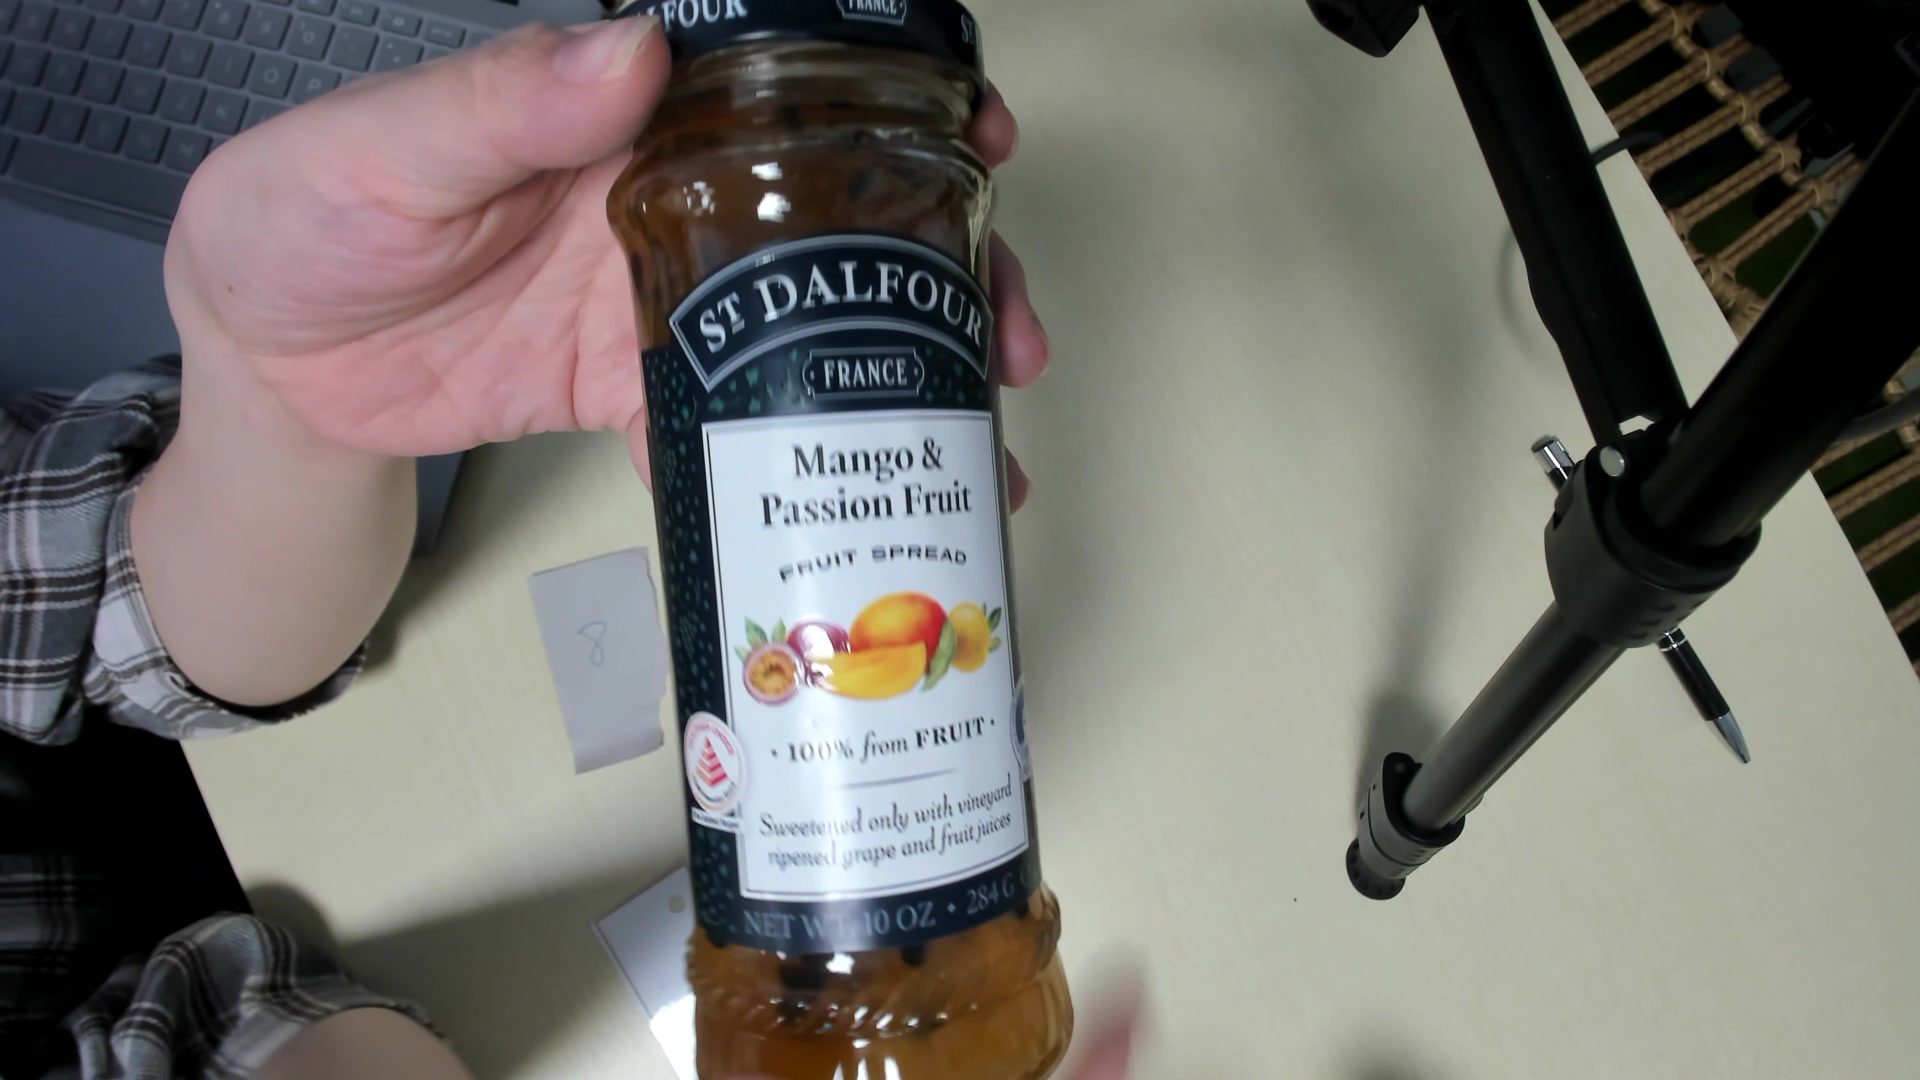 FRANCE
ST DALFOUR
FRANCE
Mango &
Passion Fruit
FRUIT SPREAD
• 100% from FRUIT •
Sweetened only with vineyard
ripened grape and fruit juices
NET WT. 10 OZ • 284 G
8